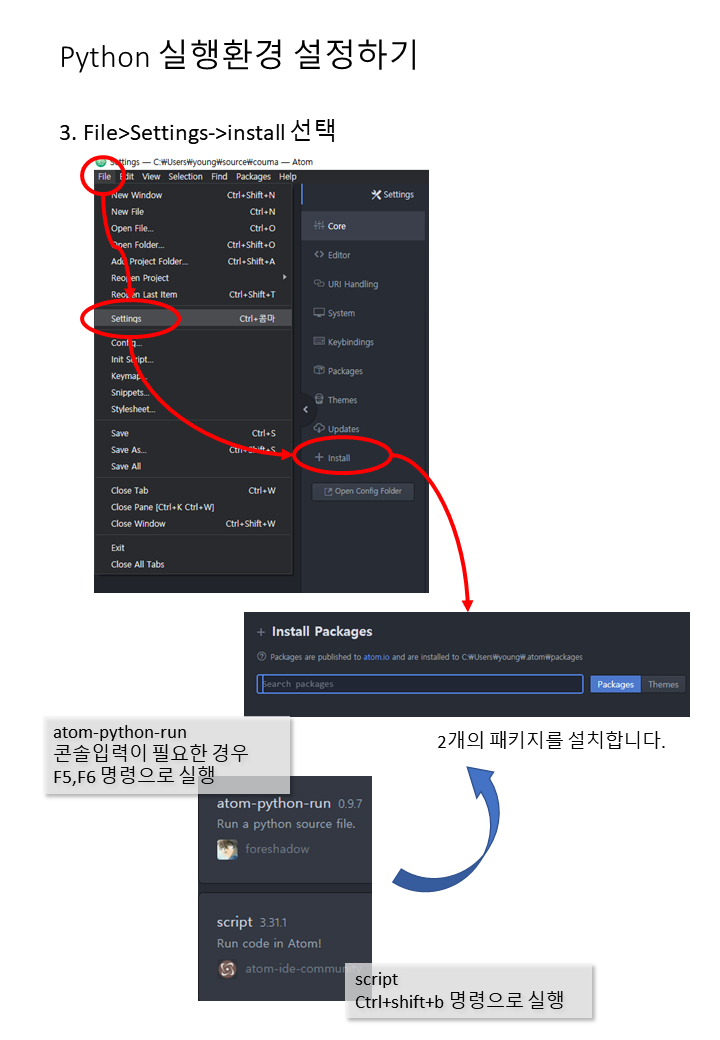 Python 실행환경 설정하기
3. File>Settings->install 선택
Settings — C:₩Users₩young₩source₩couma — Atom
File Edit View Selection Find Packages Help
New Window Ctrl+Shift+N
New File Ctrl+N
Open File... Ctrl+O
Open Folder... Ctrl+Shift+O
Add Project Folder... Ctrl+Shift+A
Reopen Project
Reopen Last Item Ctrl+Shift+T
Settings Ctrl+콤마
Config...
Init Script...
Keymap...
Snippets...
Stylesheet...
Save Ctrl+S
Save As... Ctrl+Shift+S
Save All
Close Tab Ctrl+W
Close Pane [Ctrl+K Ctrl+W]
Close Window Ctrl+Shift+W
Exit
Close All Tabs
Settings
Core
Editor
URI Handling
System
Keybindings
Packages
Themes
Updates
Install
Open Config Folder
Install Packages
Packages are published to atom.io and are installed to C:₩Users₩young₩.atom₩packages
Search packages
Packages Themes
2개의 패키지를 설치합니다.
atom-python-run
콘솔입력이 필요한 경우
F5,F6 명령으로 실행
atom-python-run 0.9.7
Run a python source file.
foreshadow
script 3.31.1
Run code in Atom!
atom-ide-community
script
Ctrl+shift+b 명령으로 실행